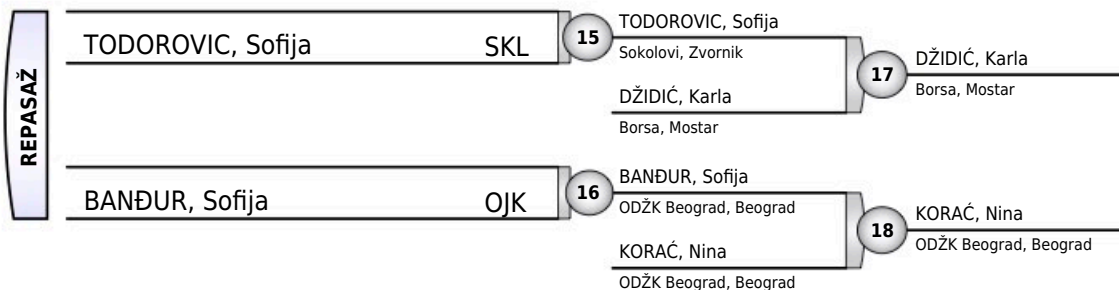 REPASAŽ
TODOROVIC, Sofija SKL
15
TODOROVIC, Sofija
Sokolovi, Zvornik
DŽIDIĆ, Karla
Borsa, Mostar
17
DŽIDIĆ, Karla
Borsa, Mostar
BANĐUR, Sofija OJK
16
BANĐUR, Sofija
ODŽK Beograd, Beograd
KORAĆ, Nina
ODŽK Beograd, Beograd
18
KORAĆ, Nina
ODŽK Beograd, Beograd